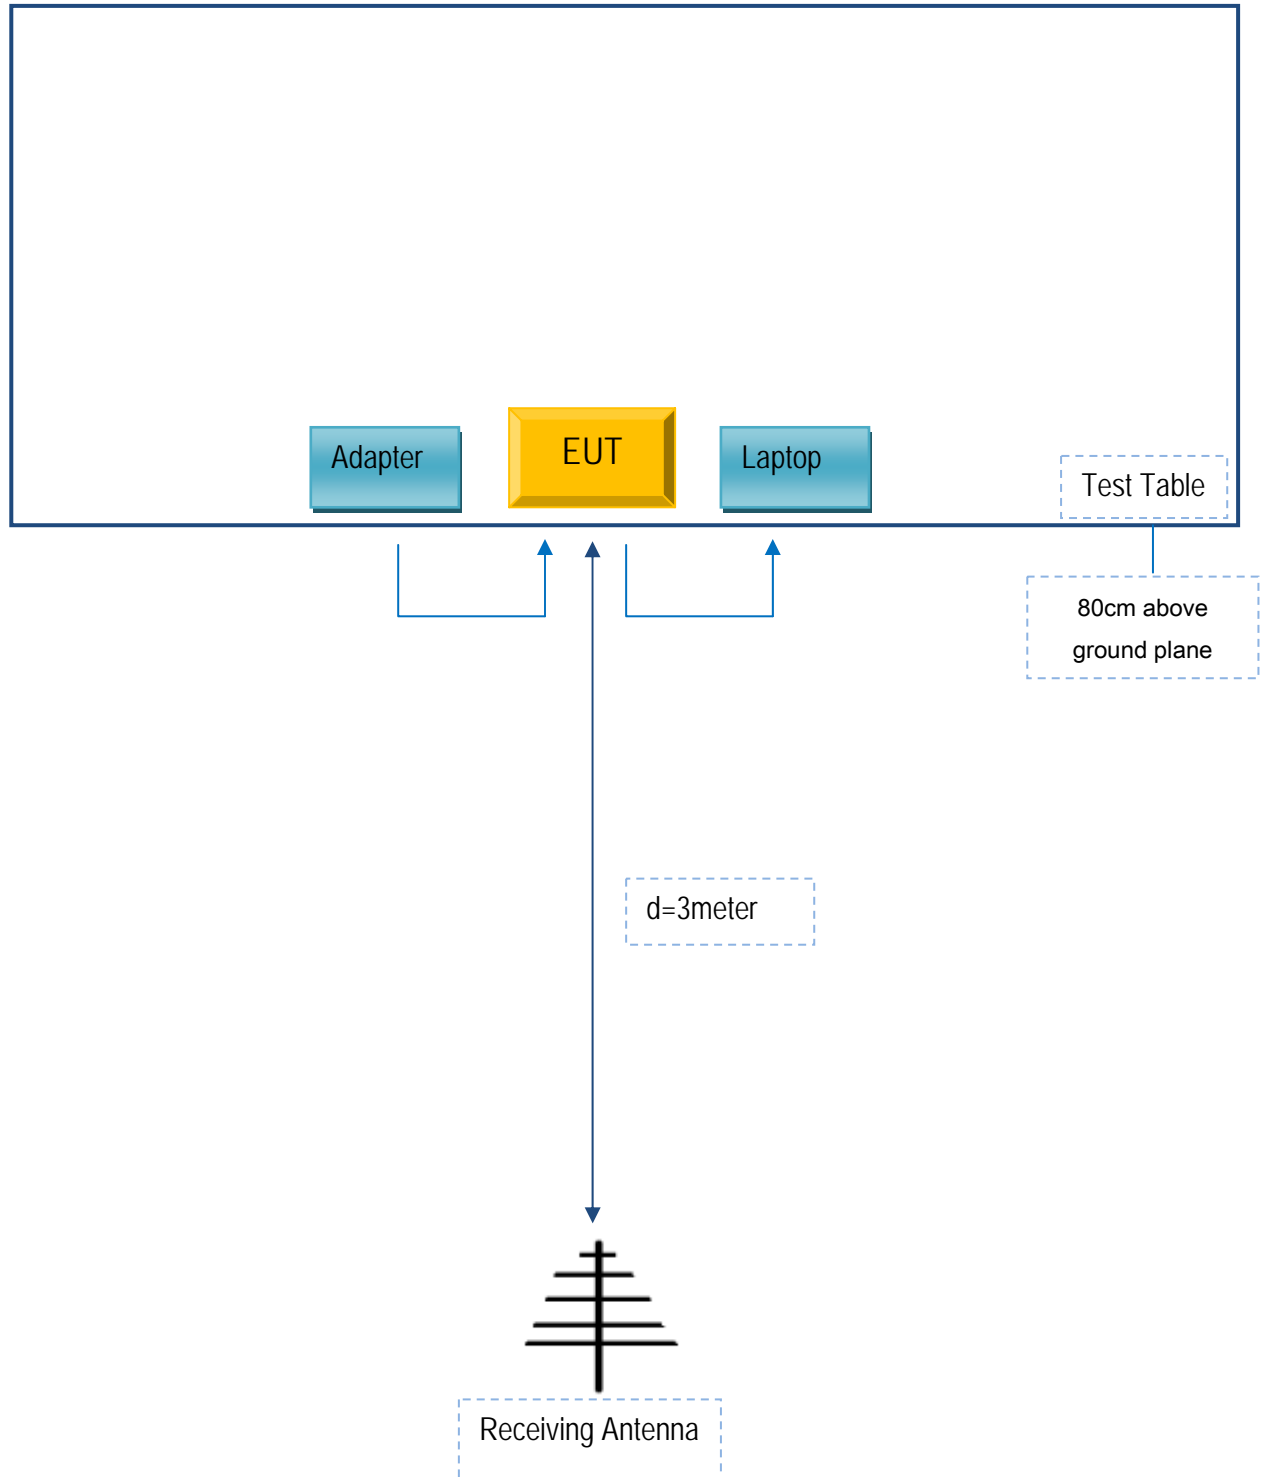 Adapter
EUT
Laptop
Test Table
80cm above
ground plane
d=3meter
Receiving Antenna